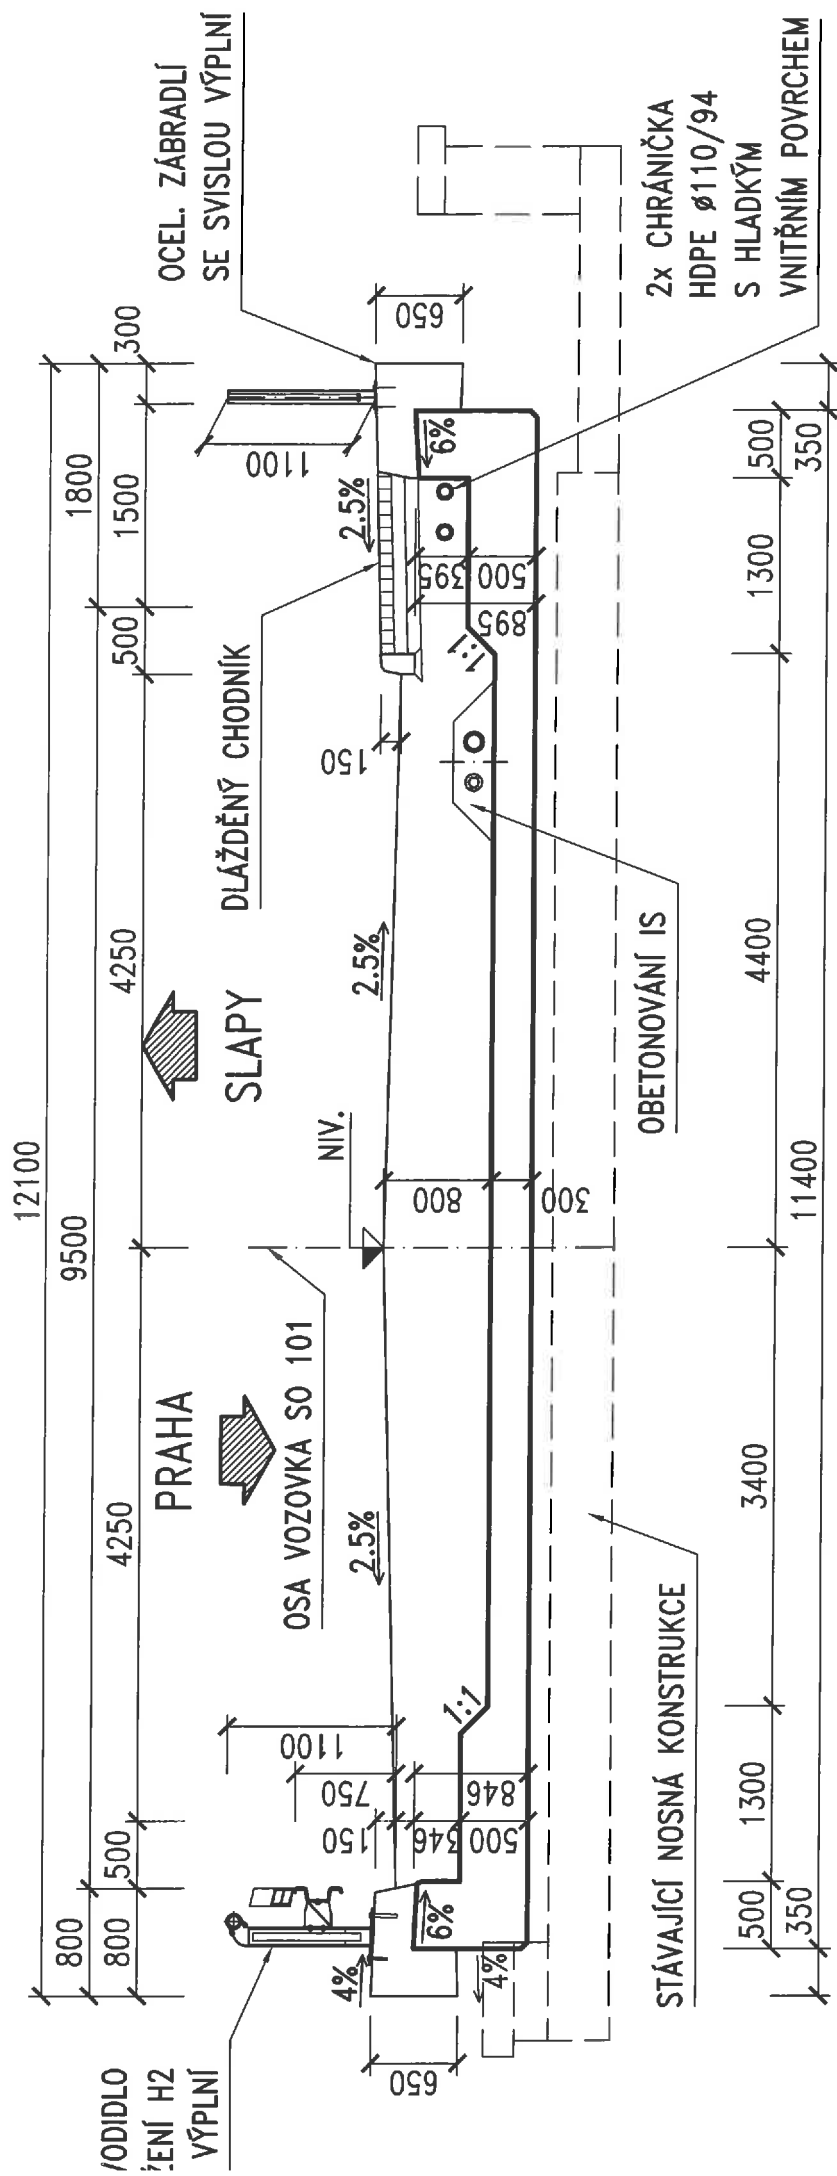 12100
800
9500
1800
800
500
4250
4250
500
1500
300
PRAHA
SLAPY
OCEL. ZÁBRADLÍ
SE SVISLOU VÝPLNÍ
DLÁŽDĚNÝ CHODNÍK
OSA VOZOVKA SO 101
NIV.
VODIDLO
ŽENÍ H2
VÝPLNÍ
1100
750
150
346
500
846
650
4%
6%
4%
1:1
2.5%
800
300
2.5%
150
1:1
2.5%
395
500
895
6%
1100
650
2x CHRÁNIČKA
HDPE ø110/94
S HLADKÝM
VNITŘNÍM POVRCHEM
OBETONOVÁNÍ IS
STÁVAJÍCÍ NOSNÁ KONSTRUKCE
500
1300
3400
4400
1300
500
350
11400
350